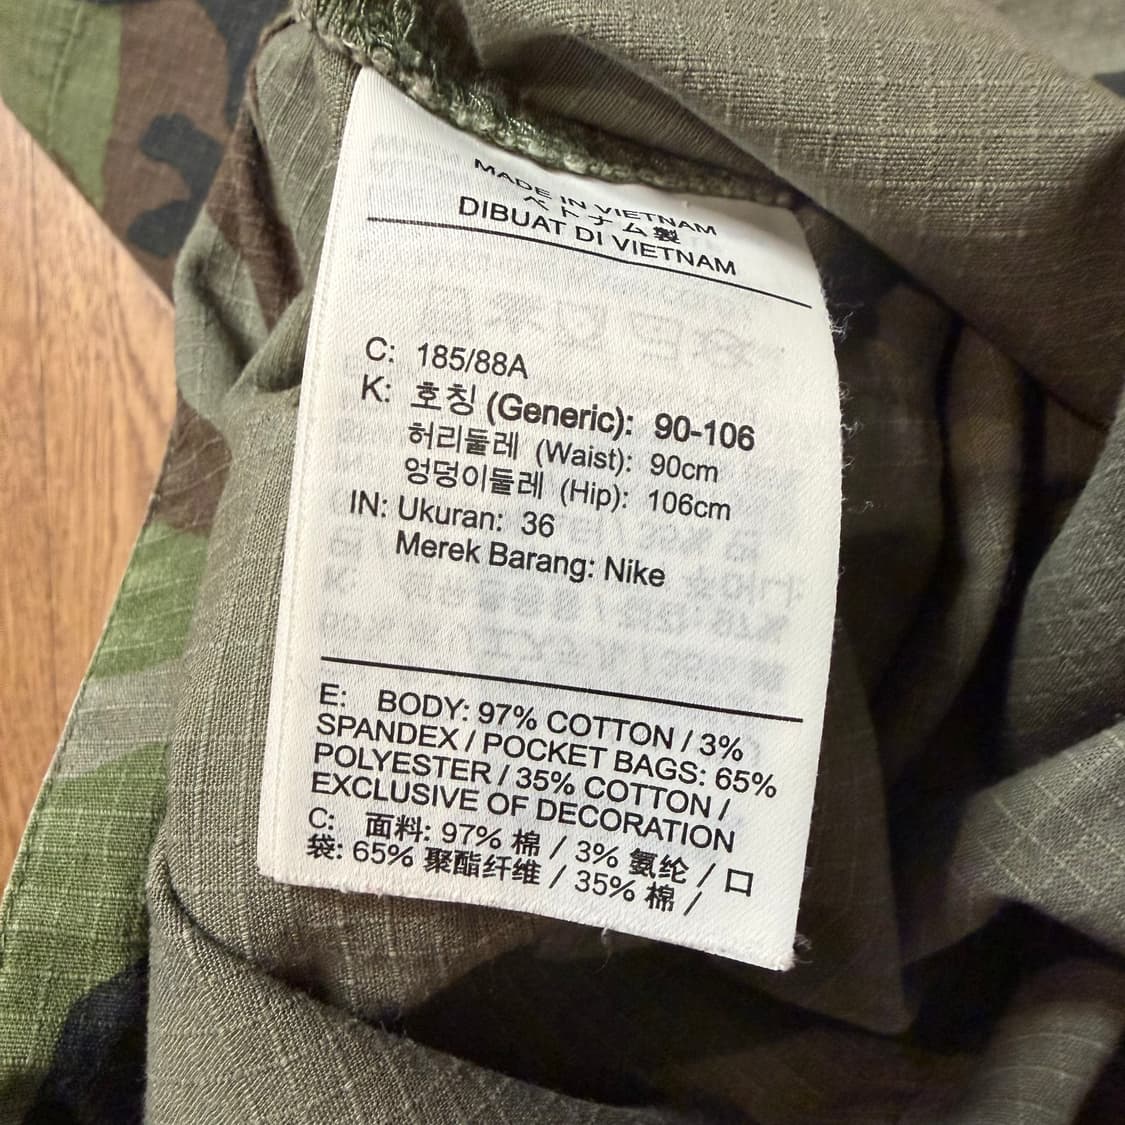 MADE IN VIETNAM
ベトナム製
DIBUAT DI VIETNAM
C: 185/88A
K: 호칭 (Generic): 90-106
허리둘레 (Waist): 90cm
엉덩이둘레 (Hip): 106cm
IN: Ukuran: 36
Merek Barang: Nike
E: BODY: 97% COTTON / 3%
SPANDEX / POCKET BAGS: 65%
POLYESTER / 35% COTTON /
EXCLUSIVE OF DECORATION
C: 面料: 97% 棉 / 3% 氨纶 / 口
袋: 65% 聚酯纤维 / 35% 棉 /